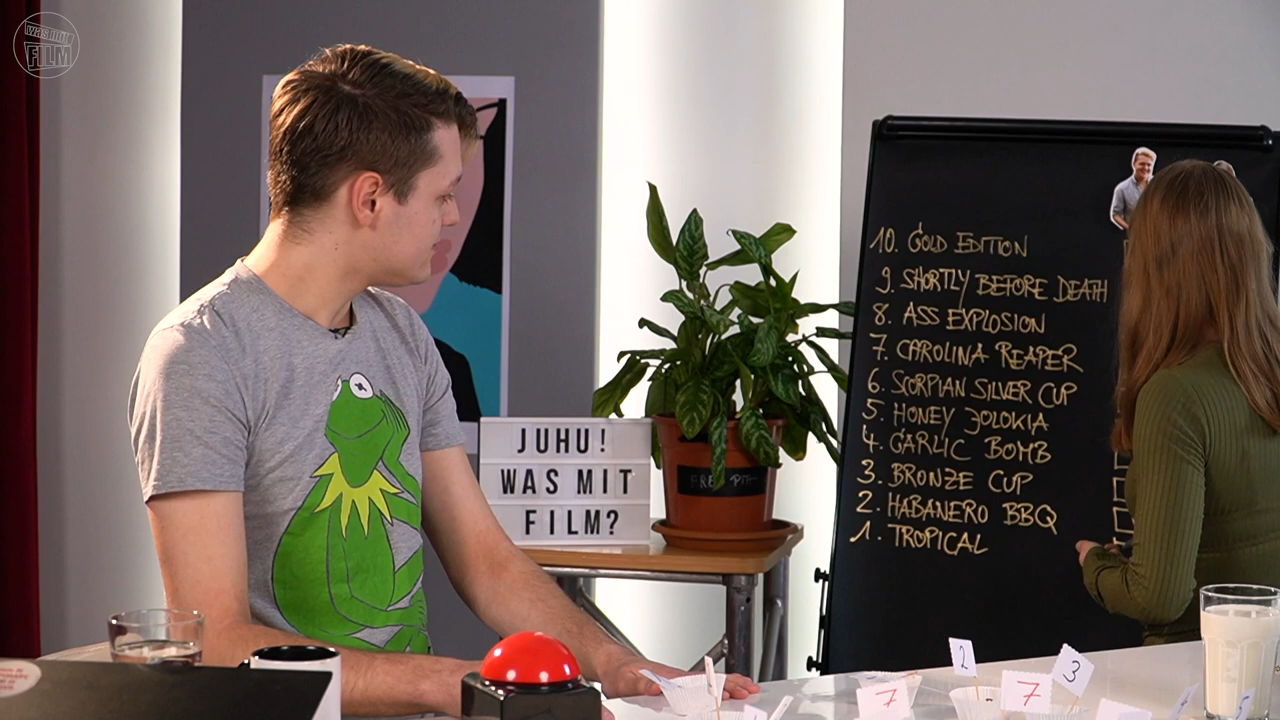 was mit
FILM
10. GOLD EDITION
9. SHORTLY BEFORE DEATH
8. ASS EXPLOSION
7. CAROLINA REAPER
6. SCORPIAN SILVER CUP
5. HONEY JOLOKIA
4. GARLIC BOMB
3. BRONZE CUP
2. HABANERO BBQ
1. TROPICAL
JUHU!
WAS MIT
FILM?
2
3
7
7